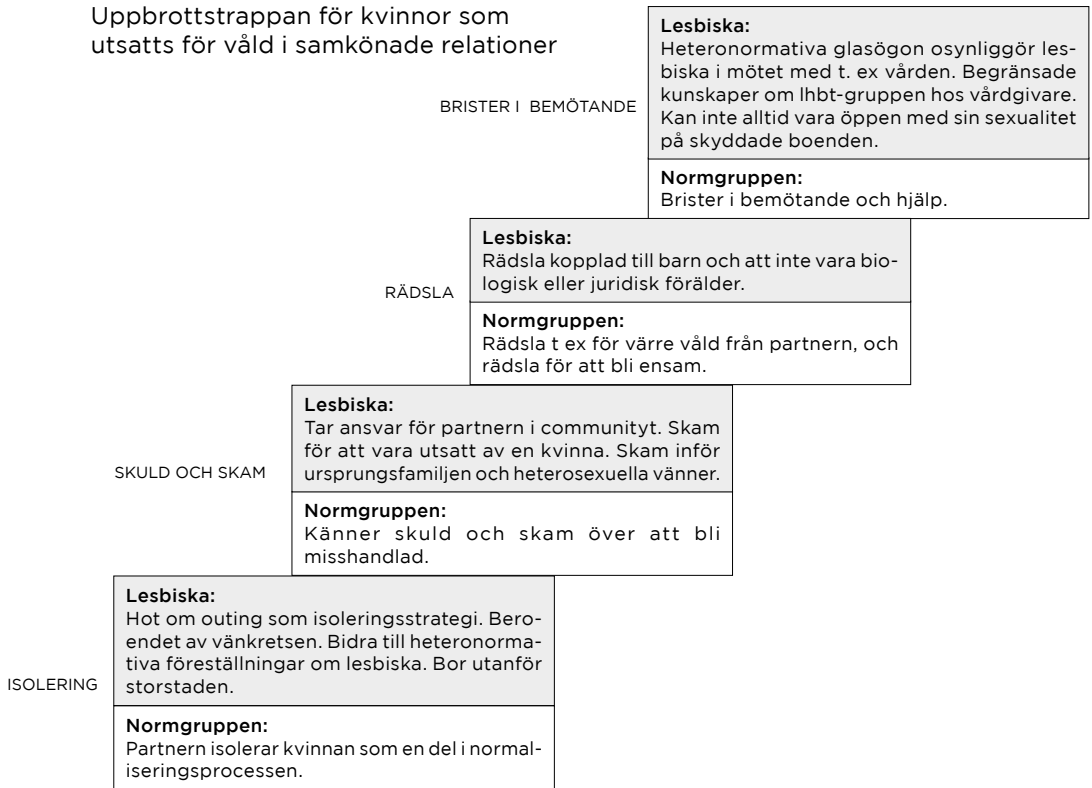 Uppbrottstrappan för kvinnor som
utsatts för våld i samkönade relationer
BRISTER I BEMÖTANDE
Lesbiska:
Heteronormativa glasögon osynliggör les-
biska i mötet med t. ex vården. Begränsade
kunskaper om lhbt-gruppen hos vårdgivare.
Kan inte alltid vara öppen med sin sexualitet
på skyddade boenden.
Normgruppen:
Brister i bemötande och hjälp.
RÄDSLA
Lesbiska:
Rädsla kopplad till barn och att inte vara bio-
logisk eller juridisk förälder.
Normgruppen:
Rädsla t ex för värre våld från partnern, och
rädsla för att bli ensam.
SKULD OCH SKAM
Lesbiska:
Tar ansvar för partnern i communityt. Skam
för att vara utsatt av en kvinna. Skam inför
ursprungsfamiljen och heterosexuella vänner.
Normgruppen:
Känner skuld och skam över att bli
misshandlad.
ISOLERING
Lesbiska:
Hot om outing som isoleringsstrategi. Bero-
endet av vänkretsen. Bidra till heteronorma-
tiva föreställningar om lesbiska. Bor utanför
storstaden.
Normgruppen:
Partnern isolerar kvinnan som en del i normal-
iseringsprocessen.